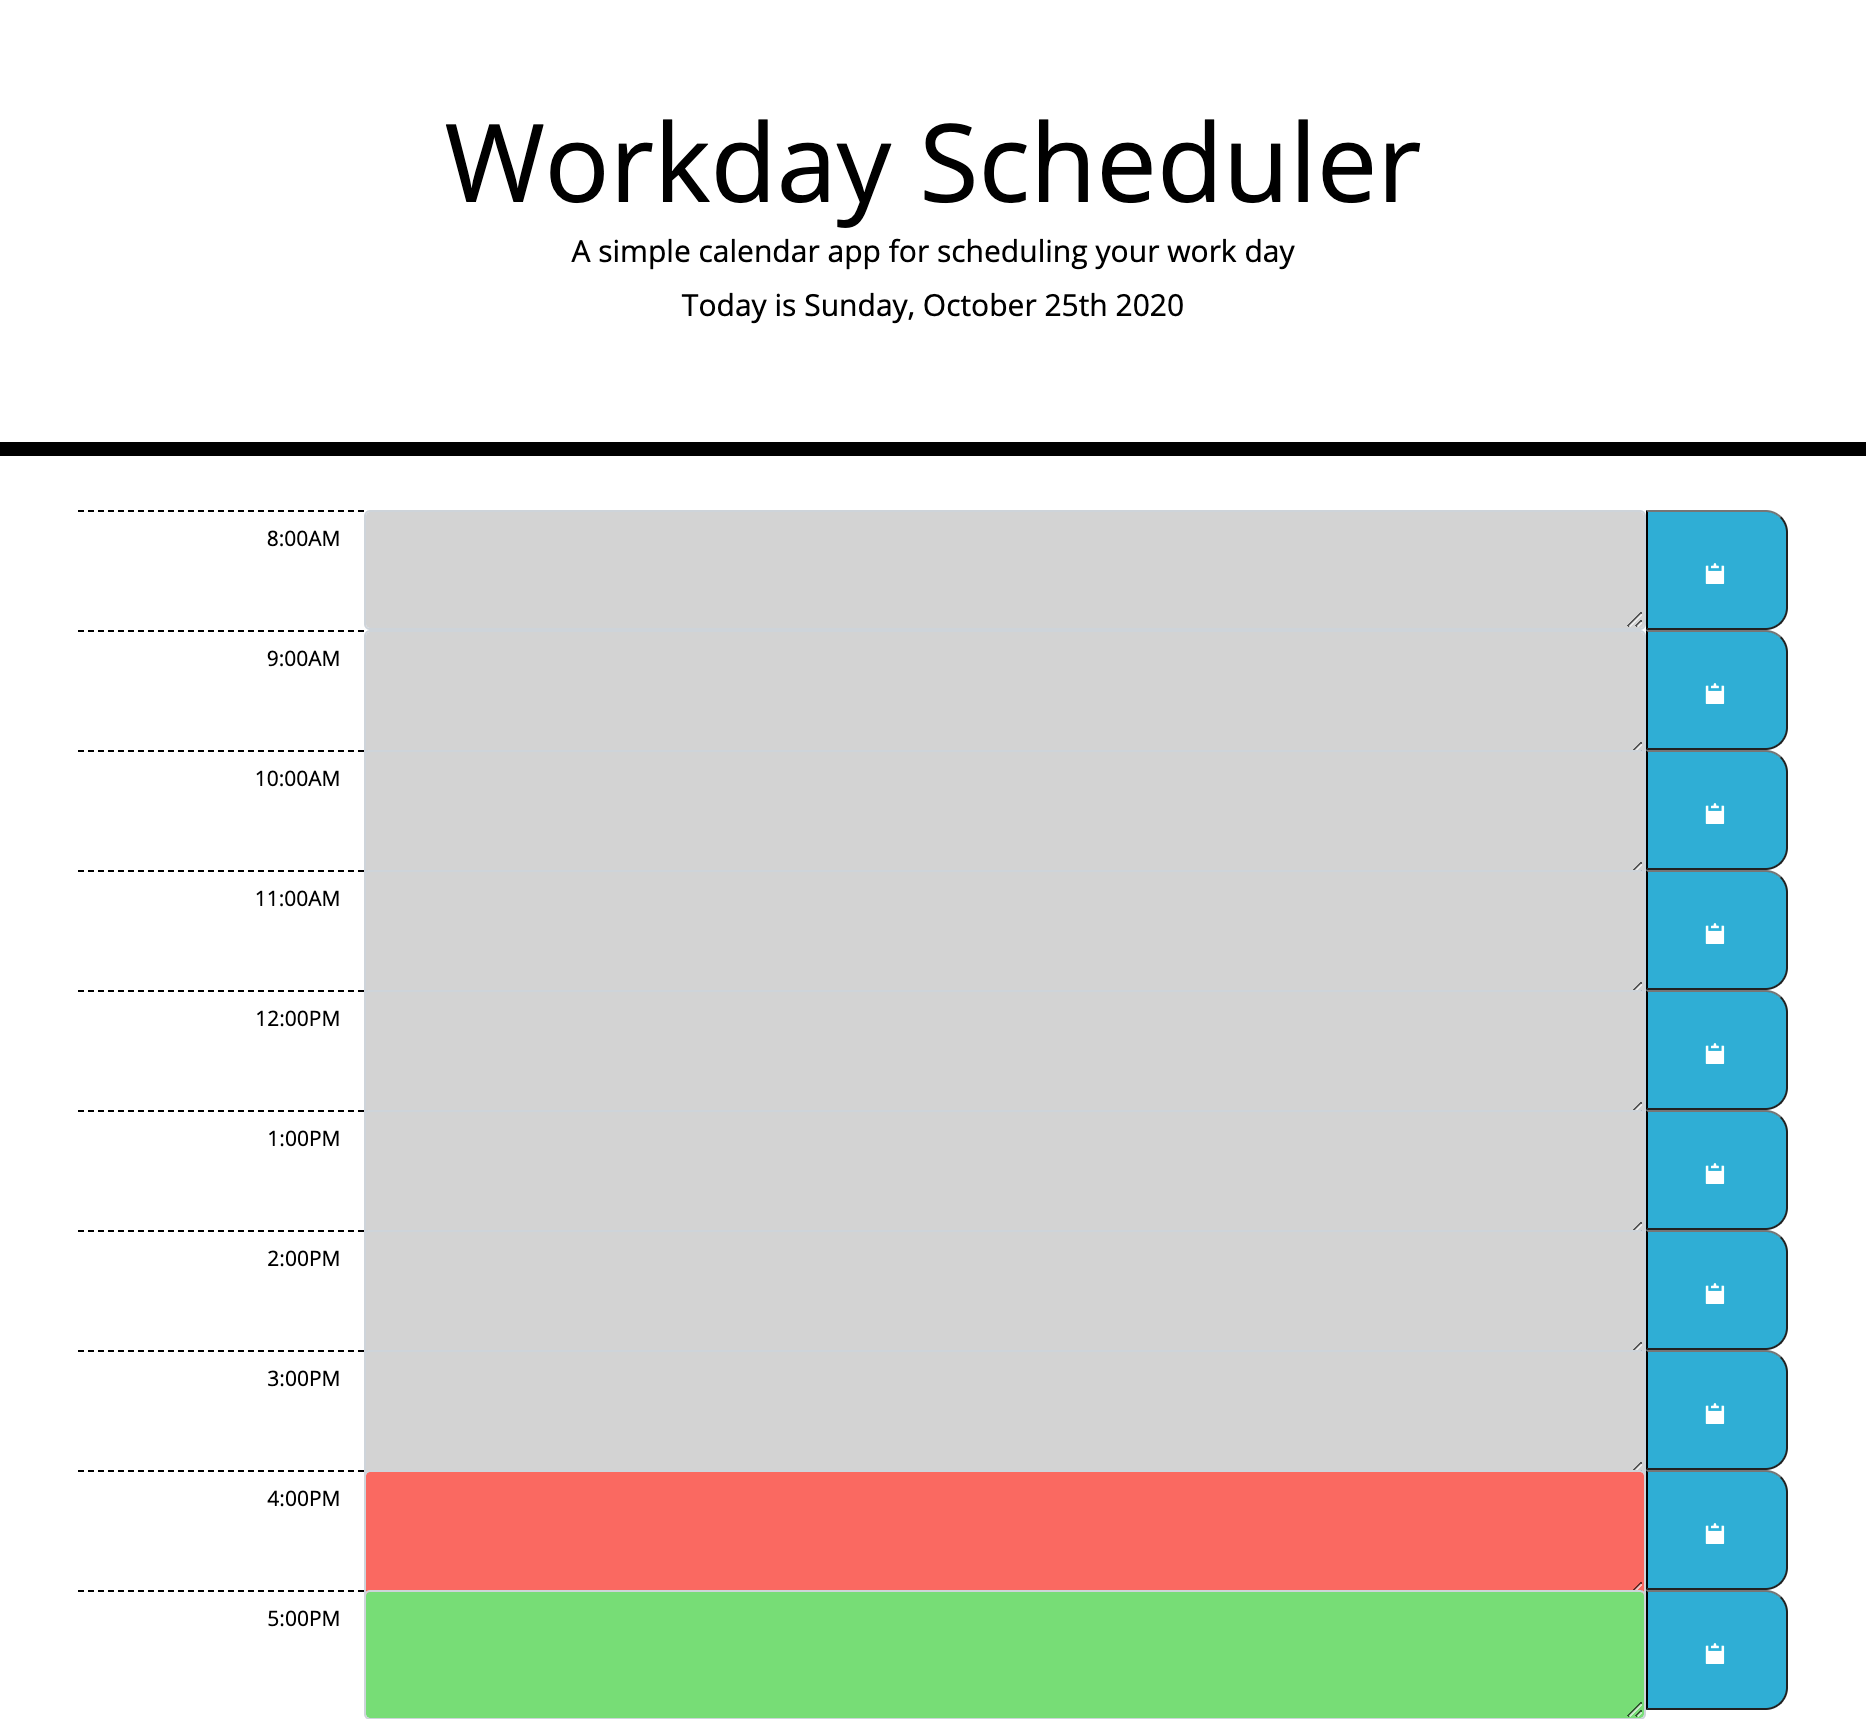 Workday Scheduler
A simple calendar app for scheduling your work day
Today is Sunday, October 25th 2020
8:00AM
9:00AM
10:00AM
11:00AM
12:00PM
1:00PM
2:00PM
3:00PM
4:00PM
5:00PM